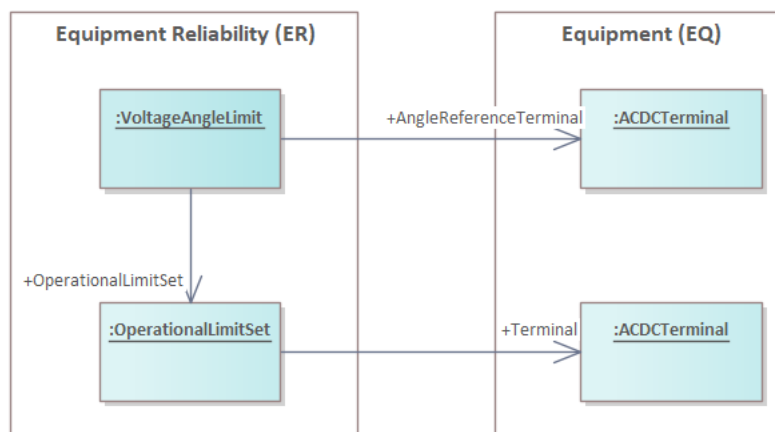 Equipment Reliability (ER)
Equipment (EQ)
:VoltageAngleLimit
+AngleReferenceTerminal
:ACDCTerminal
+OperationalLimitSet
:OperationalLimitSet
+Terminal
:ACDCTerminal